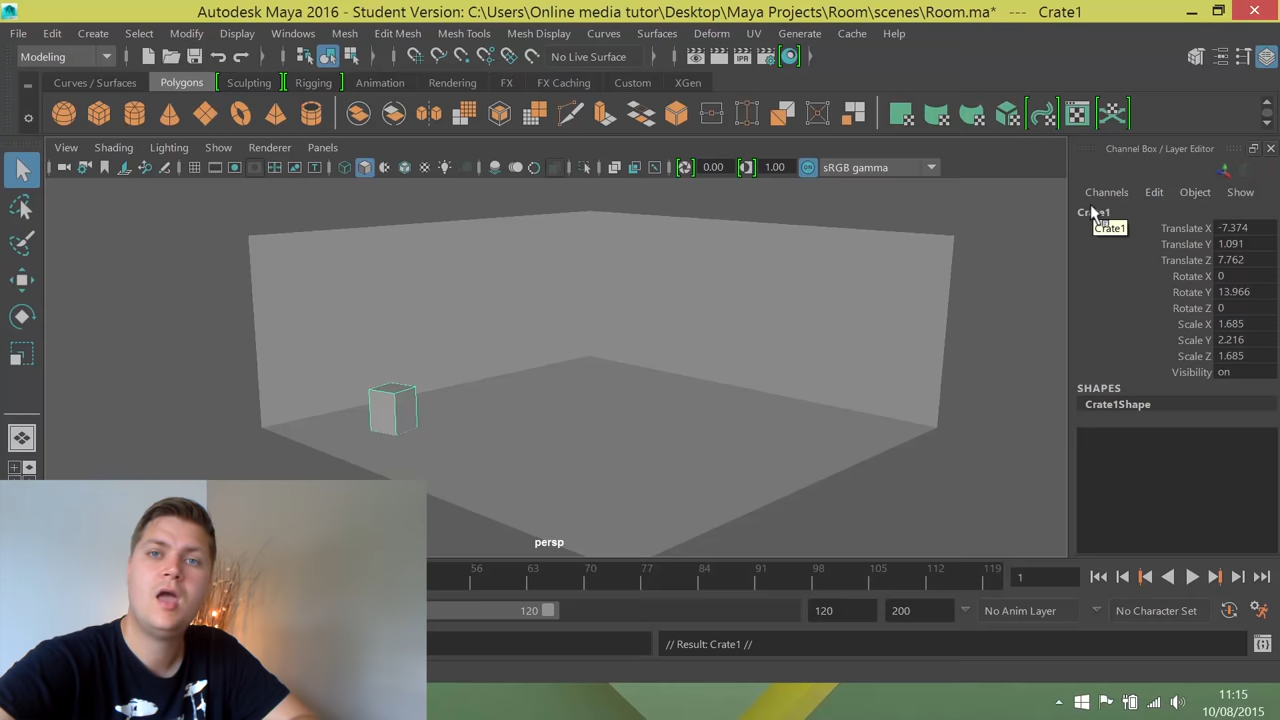 Autodesk Maya 2016 - Student Version: C:\Users\Online media tutor\Desktop\Maya Projects\Room\scenes\Room.ma* --- Crate1
File Edit Create Select Modify Display Windows Mesh Edit Mesh Mesh Tools Mesh Display Curves Surfaces Deform UV Generate Cache Help
Modeling No Live Surface IPR
Curves / Surfaces Polygons Sculpting Rigging Animation Rendering FX FX Caching Custom XGen
View Shading Lighting Show Renderer Panels
0.00 1.00 ON sRGB gamma
Channel Box / Layer Editor
Channels Edit Object Show
Crate1
Crate1
Translate X -7.374
Translate Y 1.091
Translate Z 7.762
Rotate X 0
Rotate Y 13.966
Rotate Z 0
Scale X 1.685
Scale Y 2.216
Scale Z 1.685
Visibility on
SHAPES
Crate1Shape
persp
56 63 70 77 84 91 98 105 112 119 1
120 120 200 No Anim Layer No Character Set
// Result: Crate1 //
11:15
10/08/2015